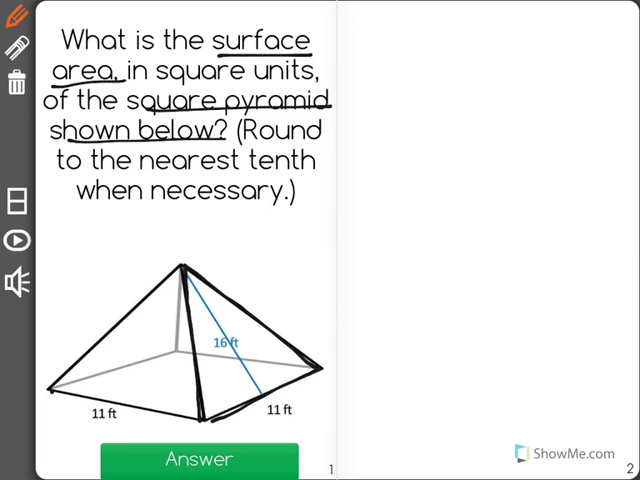 What is the surface
area, in square units,
of the square pyramid
shown below? (Round
to the nearest tenth
when necessary.)
16 ft
11 ft
11 ft
Answer
1
ShowMe.com
2